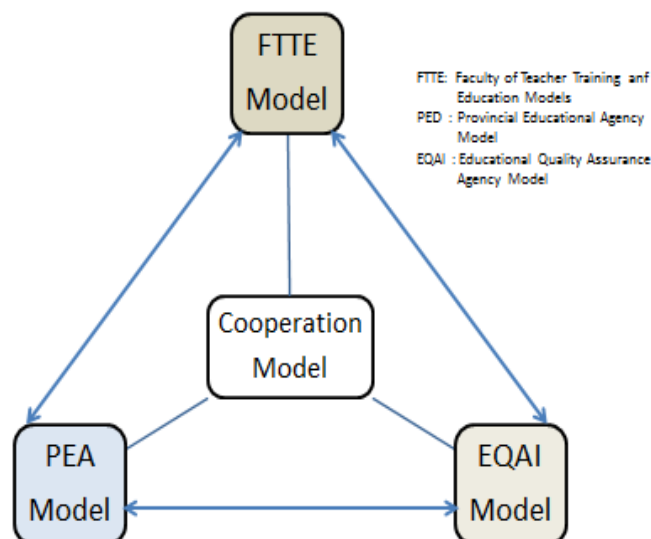 FTTE
Model
FTTE: Faculty of Teacher Training anf
Education Models
PED : Provincial Educational Agency
Model
EQAI : Educational Quality Assurance
Agency Model
Cooperation
Model
PEA
Model
EQAI
Model